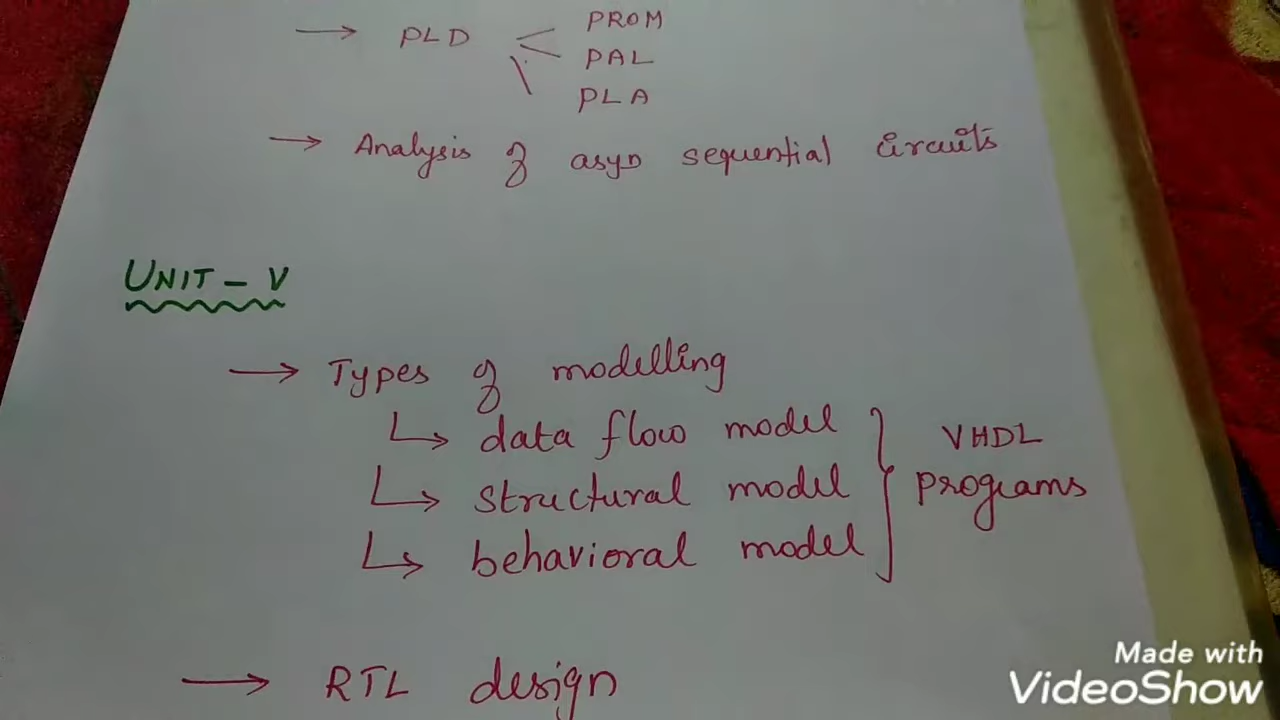 → PLD PROM
PAL
PLA
→ Analysis of asyn sequential circuits
UNIT - V
→ Types of modelling
↳ data flow model
↳ structural model
↳ behavioral model
VHDL
programs
→ RTL design
Made with
VideoShow